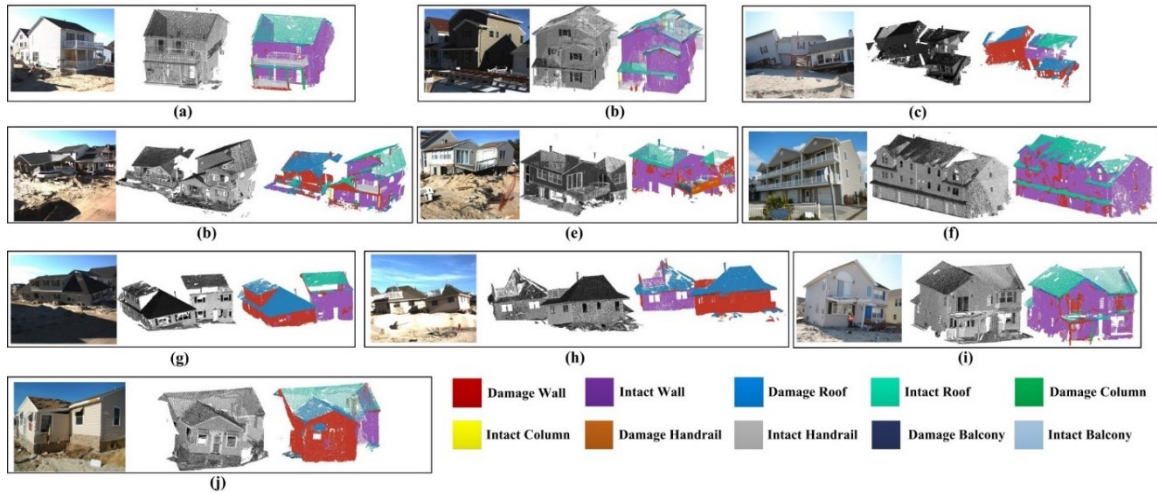 (a)
(b)
(c)
(b)
(e)
(f)
(g)
(h)
(i)
(j)
Damage Wall
Intact Wall
Damage Roof
Intact Roof
Damage Column
Intact Column
Damage Handrail
Intact Handrail
Damage Balcony
Intact Balcony